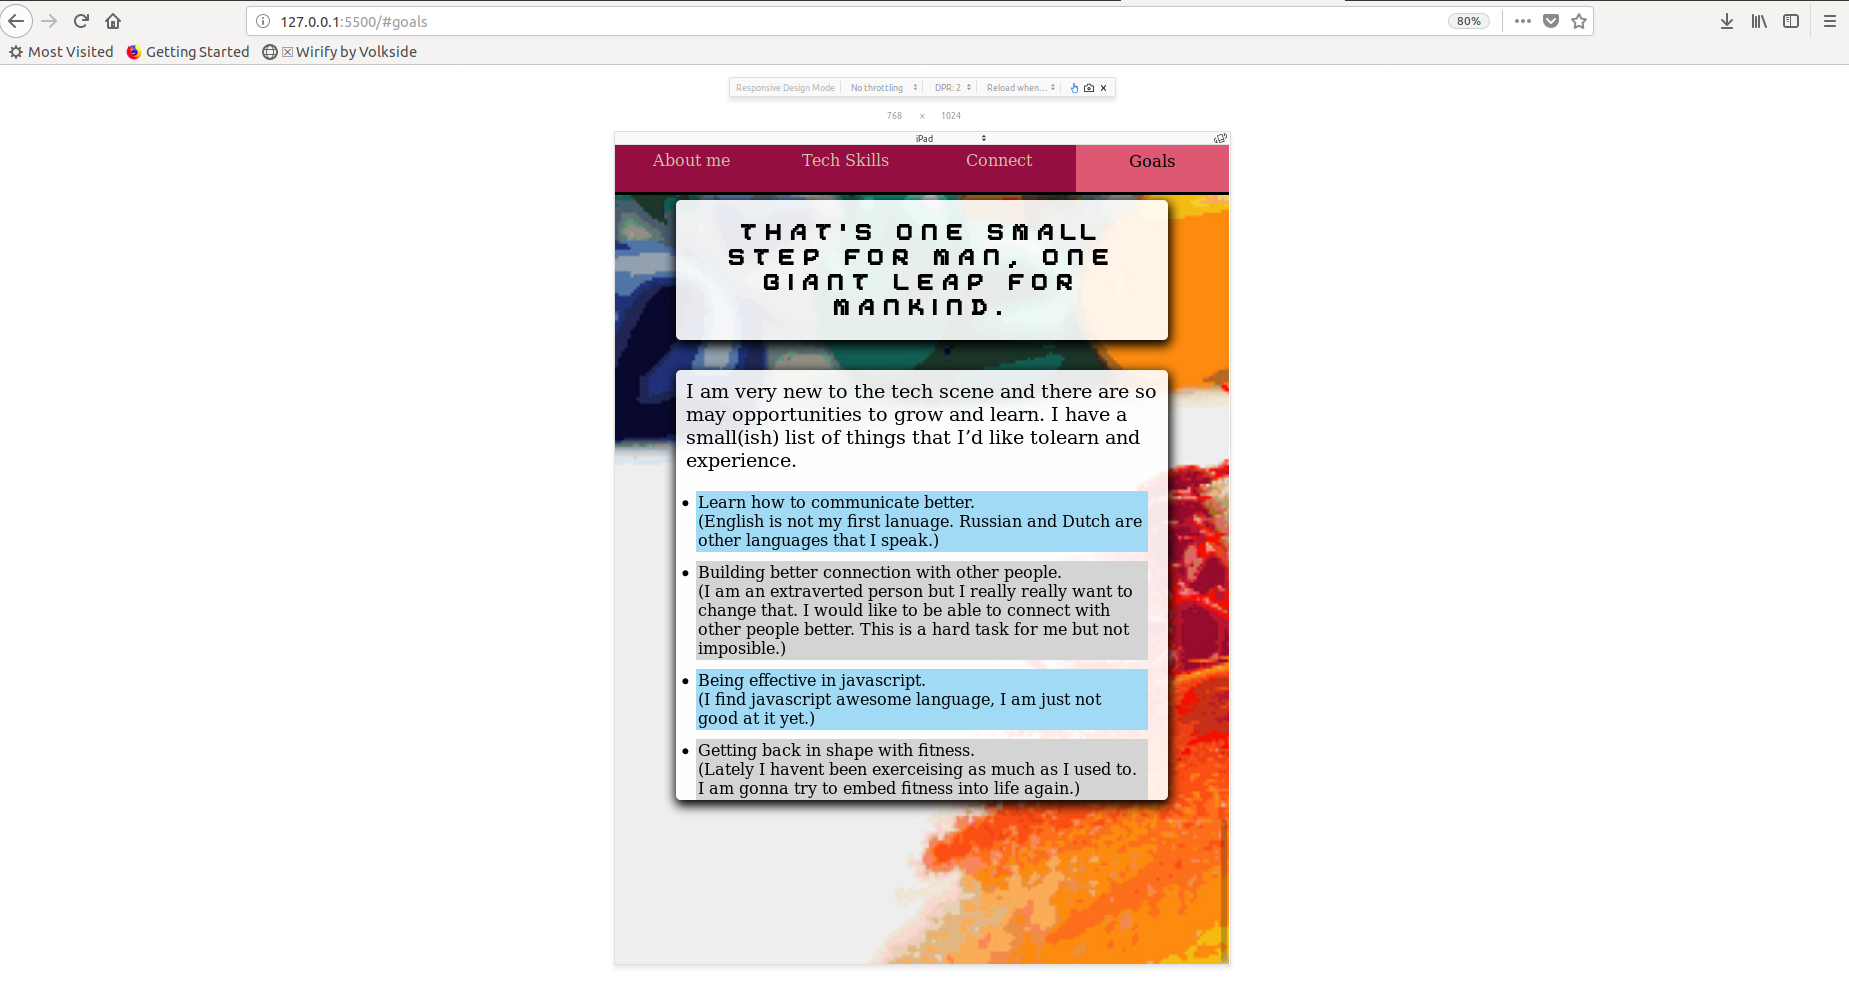 127.0.0.1:5500/#goals
80%
Most Visited Getting Started Wirify by Volkside
Responsive Design Mode No throttling DPR: 2 Reload when...
768 × 1024
iPad
About me Tech Skills Connect Goals
THAT'S ONE SMALL
STEP FOR MAN, ONE
GIANT LEAP FOR
MANKIND.
I am very new to the tech scene and there are so
may opportunities to grow and learn. I have a
small(ish) list of things that I’d like tolearn and
experience.
• Learn how to communicate better.
(English is not my first lanuage. Russian and Dutch are
other languages that I speak.)
• Building better connection with other people.
(I am an extraverted person but I really really want to
change that. I would like to be able to connect with
other people better. This is a hard task for me but not
imposible.)
• Being effective in javascript.
(I find javascript awesome language, I am just not
good at it yet.)
• Getting back in shape with fitness.
(Lately I havent been exerceising as much as I used to.
I am gonna try to embed fitness into life again.)